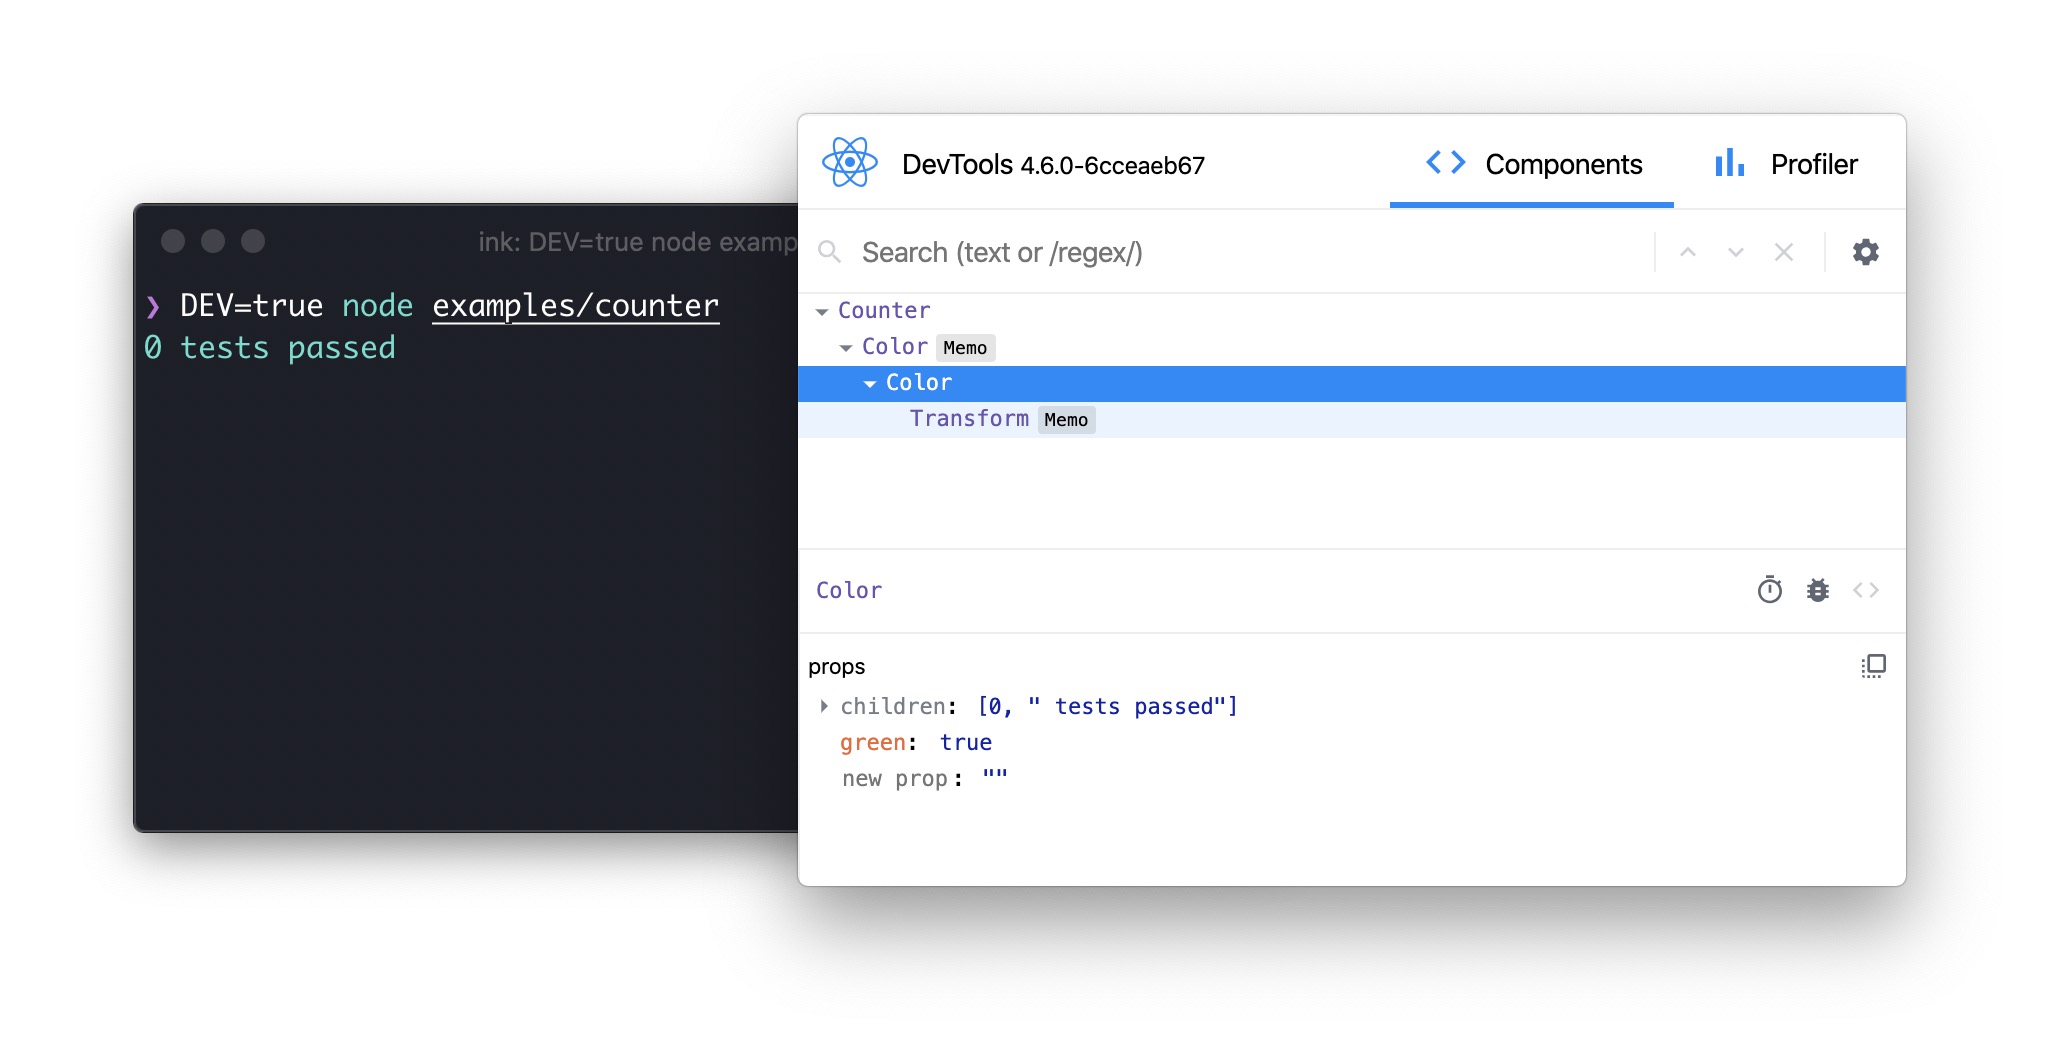 ink: DEV=true node examp
❯ DEV=true node examples/counter
0 tests passed
DevTools 4.6.0-6cceaeb67
Components
Profiler
Search (text or /regex/)
Counter
Color Memo
Color
Transform Memo
Color
props
children: [0, " tests passed"]
green: true
new prop: ""